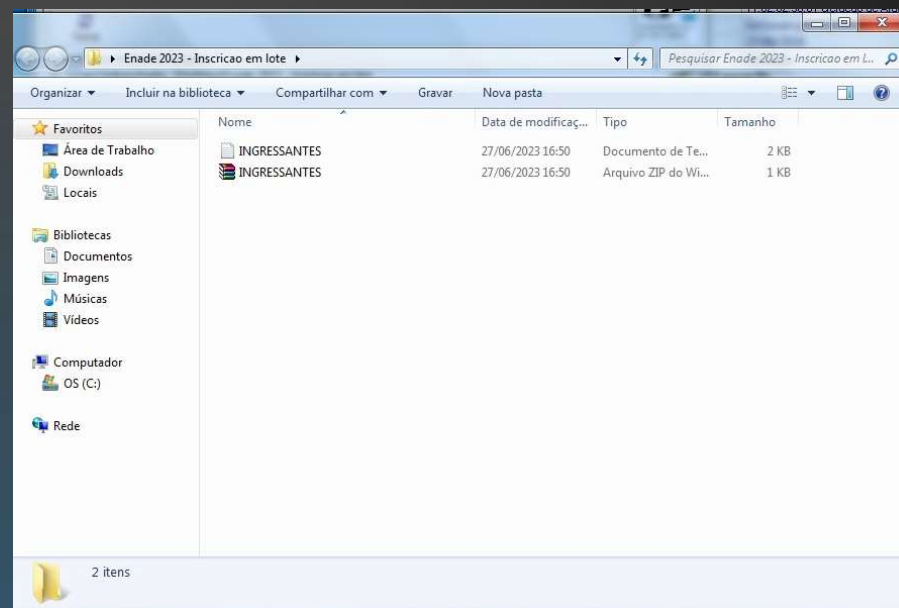 Enade 2023 - Inscricao em lote
Pesquisar Enade 2023 - Inscricao em l...
Organizar
Incluir na biblioteca
Compartilhar com
Gravar
Nova pasta
Favoritos
Área de Trabalho
Downloads
Locais
Bibliotecas
Documentos
Imagens
Músicas
Vídeos
Computador
OS (C:)
Rede
Nome Data de modificaç... Tipo Tamanho
INGRESSANTES 27/06/2023 16:50 Documento de Te... 2 KB
INGRESSANTES 27/06/2023 16:50 Arquivo ZIP do Wi... 1 KB
2 itens